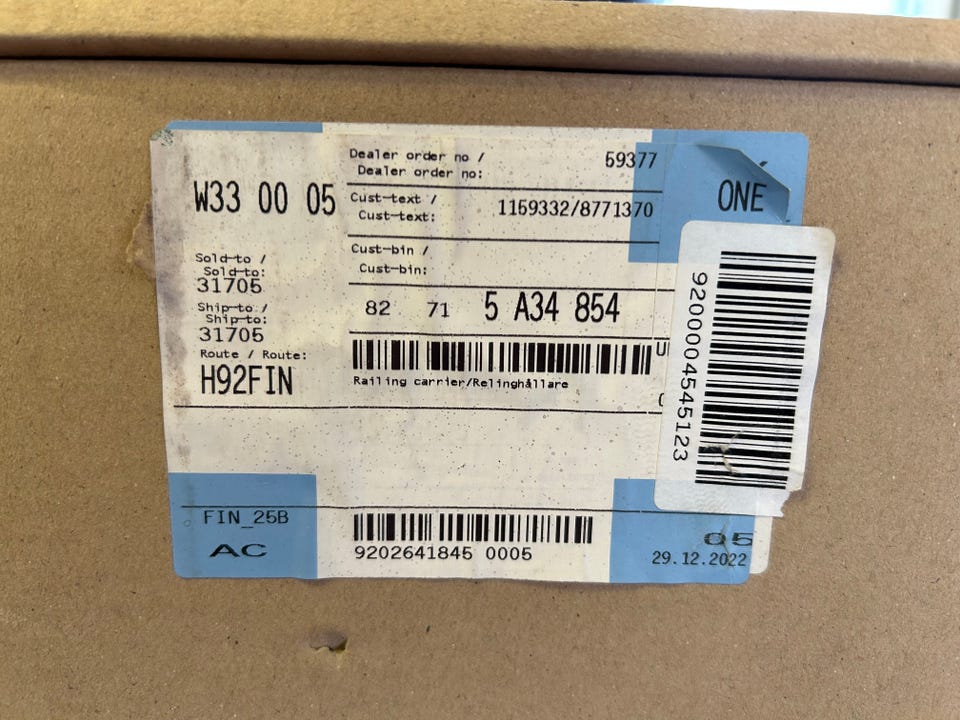 W33 00 05
Dealer order no /
Dealer order no:
59377
Cust-text /
Cust-text:
1159332/8771370
ONE
Cust-bin /
Cust-bin:
Sold-to /
Sold-to:
31705
Ship-to /
Ship-to:
31705
Route / Route:
H92FIN
82 71 5 A34 854
Railing carrier/Relinghållare
9200004545123
FIN_25B
AC
9202641845 0005
05
29.12.2022